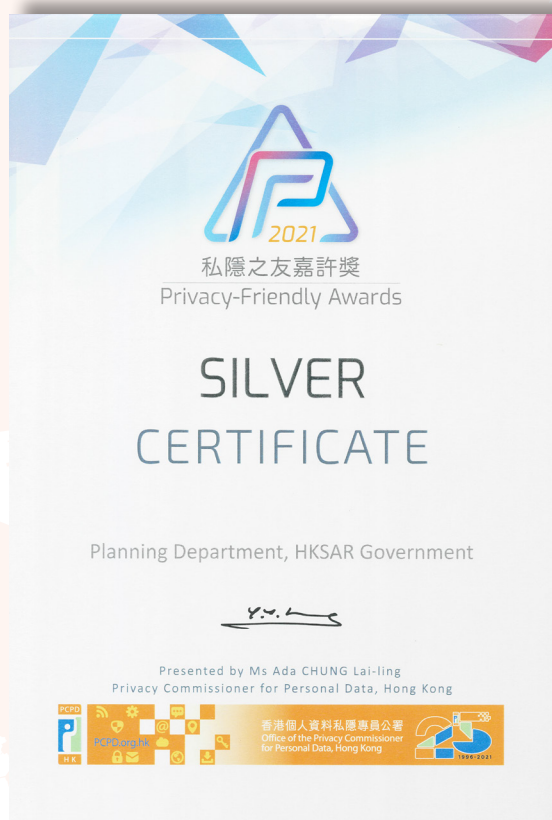 2021
私隱之友嘉許獎
Privacy-Friendly Awards
SILVER
CERTIFICATE
Planning Department, HKSAR Government
Presented by Ms Ada CHUNG Lai-ling
Privacy Commissioner for Personal Data, Hong Kong
PCPD
HK
PCPD.org.hk
香港個人資料私隱專員公署
Office of the Privacy Commissioner
for Personal Data, Hong Kong
25
1996-2021